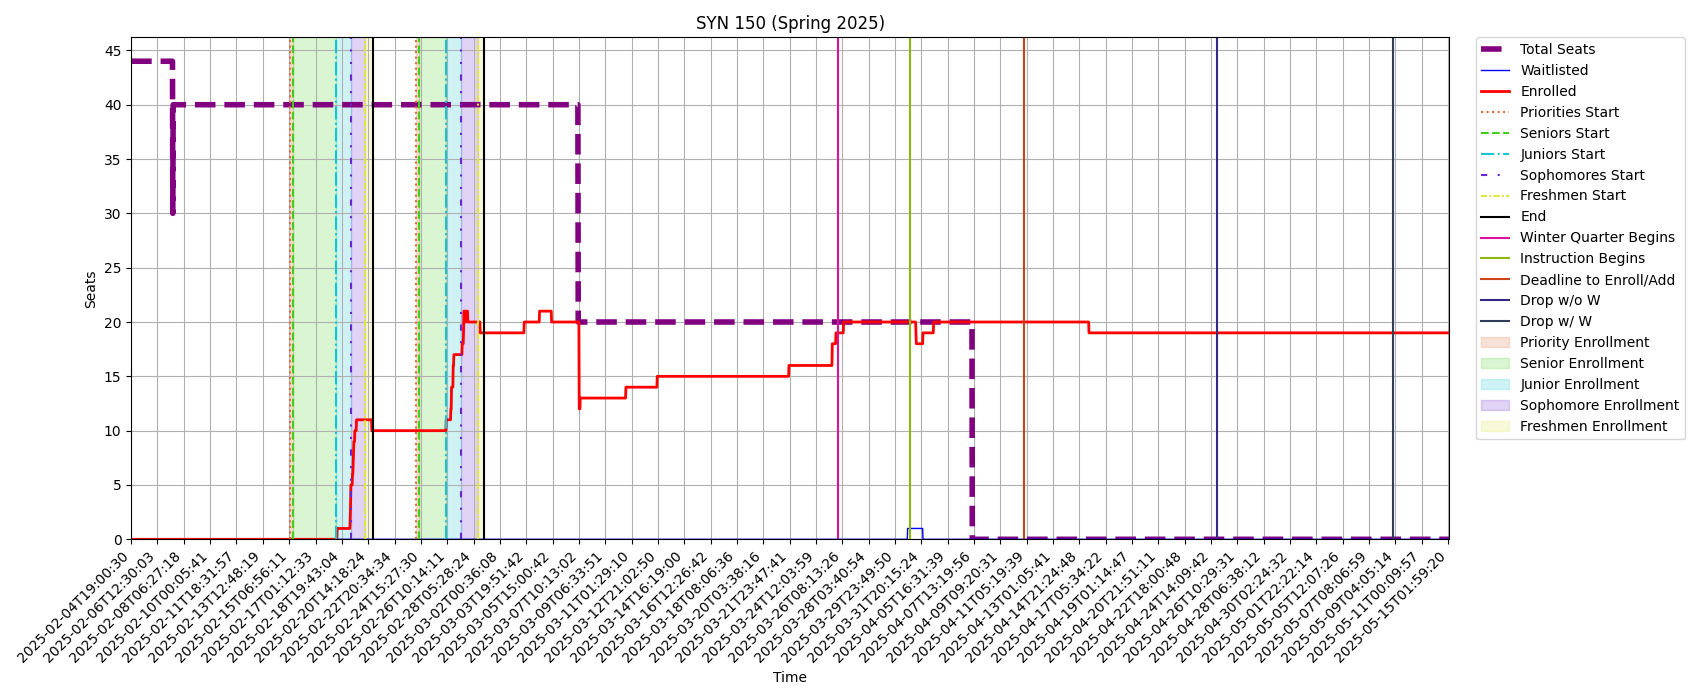 SYN 150 (Spring 2025)
45
40
35
30
25
20
15
10
5
0
Seats
2025-02-04T19:00:30
2025-02-06T12:30:03
2025-02-08T06:27:18
2025-02-10T00:05:41
2025-02-11T18:31:57
2025-02-13T12:48:19
2025-02-15T06:56:11
2025-02-17T01:12:33
2025-02-18T19:43:04
2025-02-20T14:18:24
2025-02-22T20:34:34
2025-02-24T15:27:30
2025-02-26T10:14:11
2025-02-28T05:28:24
2025-03-02T00:36:08
2025-03-03T19:51:42
2025-03-05T15:00:42
2025-03-07T10:13:02
2025-03-09T06:33:51
2025-03-11T01:29:10
2025-03-12T21:02:50
2025-03-14T16:19:00
2025-03-16T12:26:42
2025-03-18T08:06:36
2025-03-20T03:38:16
2025-03-21T23:47:41
2025-03-24T12:03:59
2025-03-26T08:13:26
2025-03-28T03:40:54
2025-03-29T23:49:50
2025-03-31T20:15:24
2025-04-05T16:31:39
2025-04-07T13:19:56
2025-04-09T09:20:31
2025-04-11T05:19:39
2025-04-13T01:05:41
2025-04-14T21:24:48
2025-04-17T05:34:22
2025-04-19T01:14:47
2025-04-20T21:51:11
2025-04-22T18:00:48
2025-04-24T14:09:42
2025-04-26T10:29:31
2025-04-28T06:38:12
2025-04-30T02:24:32
2025-05-01T22:22:14
2025-05-05T12:07:26
2025-05-07T08:06:59
2025-05-09T04:05:14
2025-05-11T00:09:57
2025-05-15T01:59:20
Time
Total Seats
Waitlisted
Enrolled
Priorities Start
Seniors Start
Juniors Start
Sophomores Start
Freshmen Start
End
Winter Quarter Begins
Instruction Begins
Deadline to Enroll/Add
Drop w/o W
Drop w/ W
Priority Enrollment
Senior Enrollment
Junior Enrollment
Sophomore Enrollment
Freshmen Enrollment